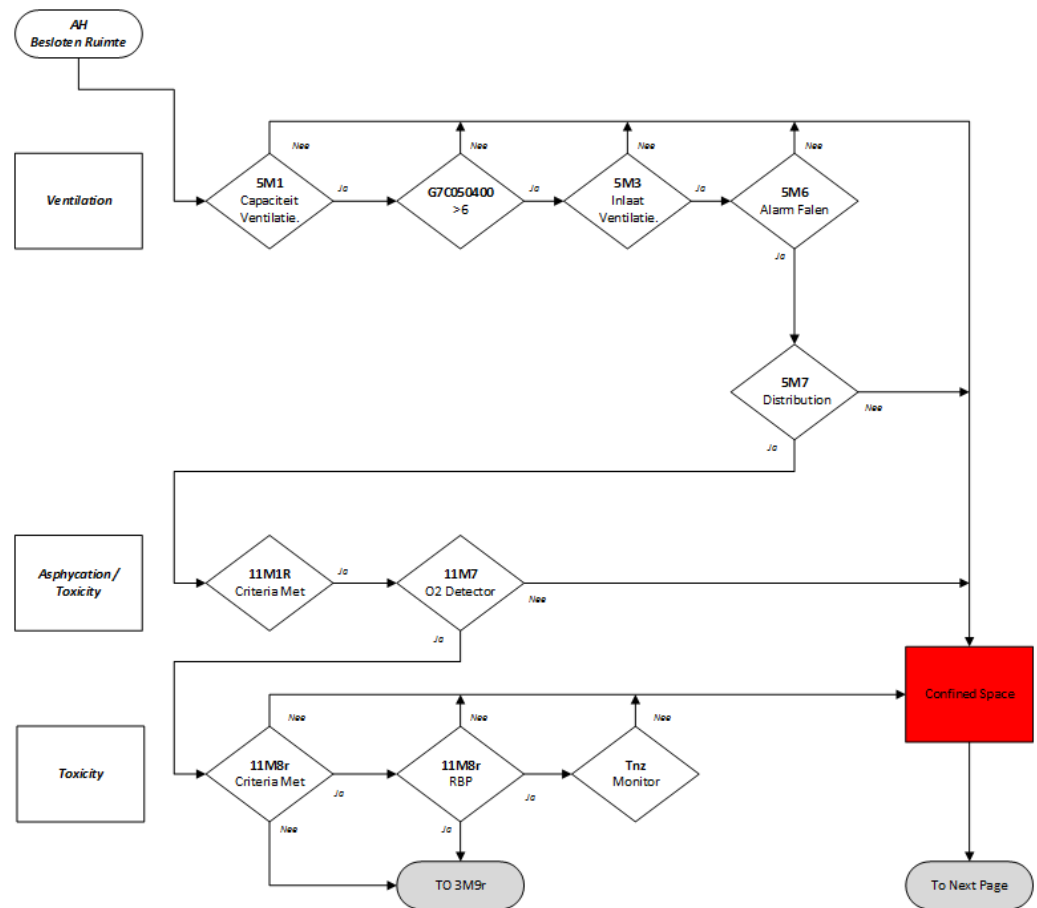 AH
Besloten Ruimte
Nee
Nee
Nee
Nee
Ventilation
5M1
Capaciteit
Ventilatie.
Ja
G7C050400
>6
Ja
5M3
Inlaat
Ventilatie.
Ja
5M6
Alarm Falen
Ja
5M7
Distribution
Nee
Ja
Asphycation /
Toxicity
11M1R
Criteria Met
Ja
11M7
O2 Detector
Nee
Ja
Confined Space
Nee
Nee
Nee
Toxicity
11M8r
Criteria Met
Ja
11M8r
RBP
Ja
Tnz
Monitor
Nee
Ja
TO 3M9r
To Next Page